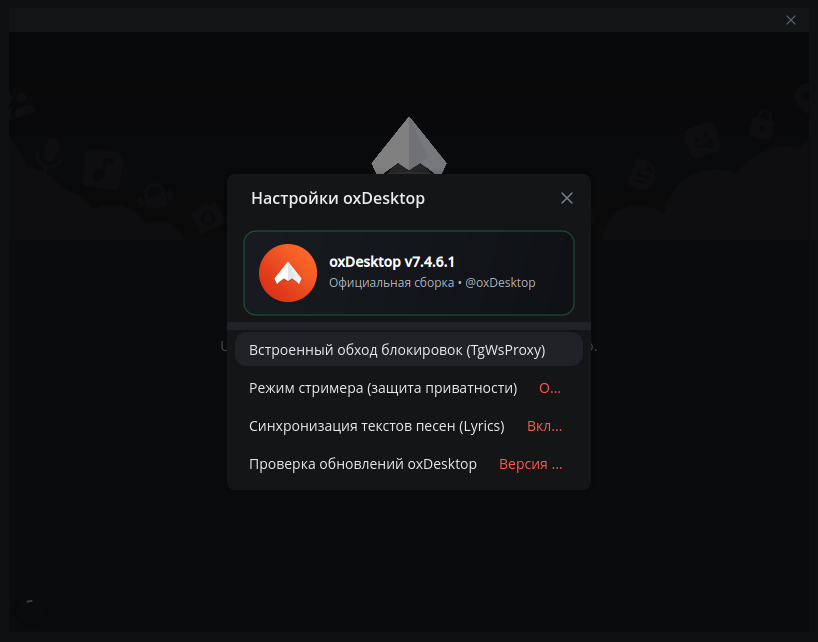 Настройки oxDesktop
oxDesktop v7.4.6.1
Официальная сборка • @oxDesktop
Встроенный обход блокировок (TgWsProxy)
Режим стримера (защита приватности) О...
Синхронизация текстов песен (Lyrics) Вкл...
Проверка обновлений oxDesktop Версия ...